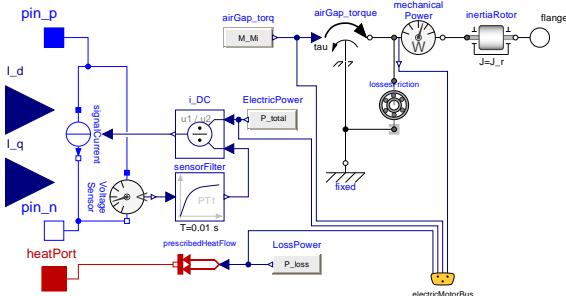 pin_p
airGap_torq
airGap_torque
mechanical
Power
inertiaRotor
flange
M_Mi
tau
W
J=J_r
I_d
lossesFriction
i_DC
ElectricPower
u1 / u2
P_total
signalCurrent
I_q
sensorFilter
Voltage
Sensor
PT1
fixed
pin_n
T=0.01 s
prescribedHeatFlow
LossPower
heatPort
P_loss
electricMotorBus